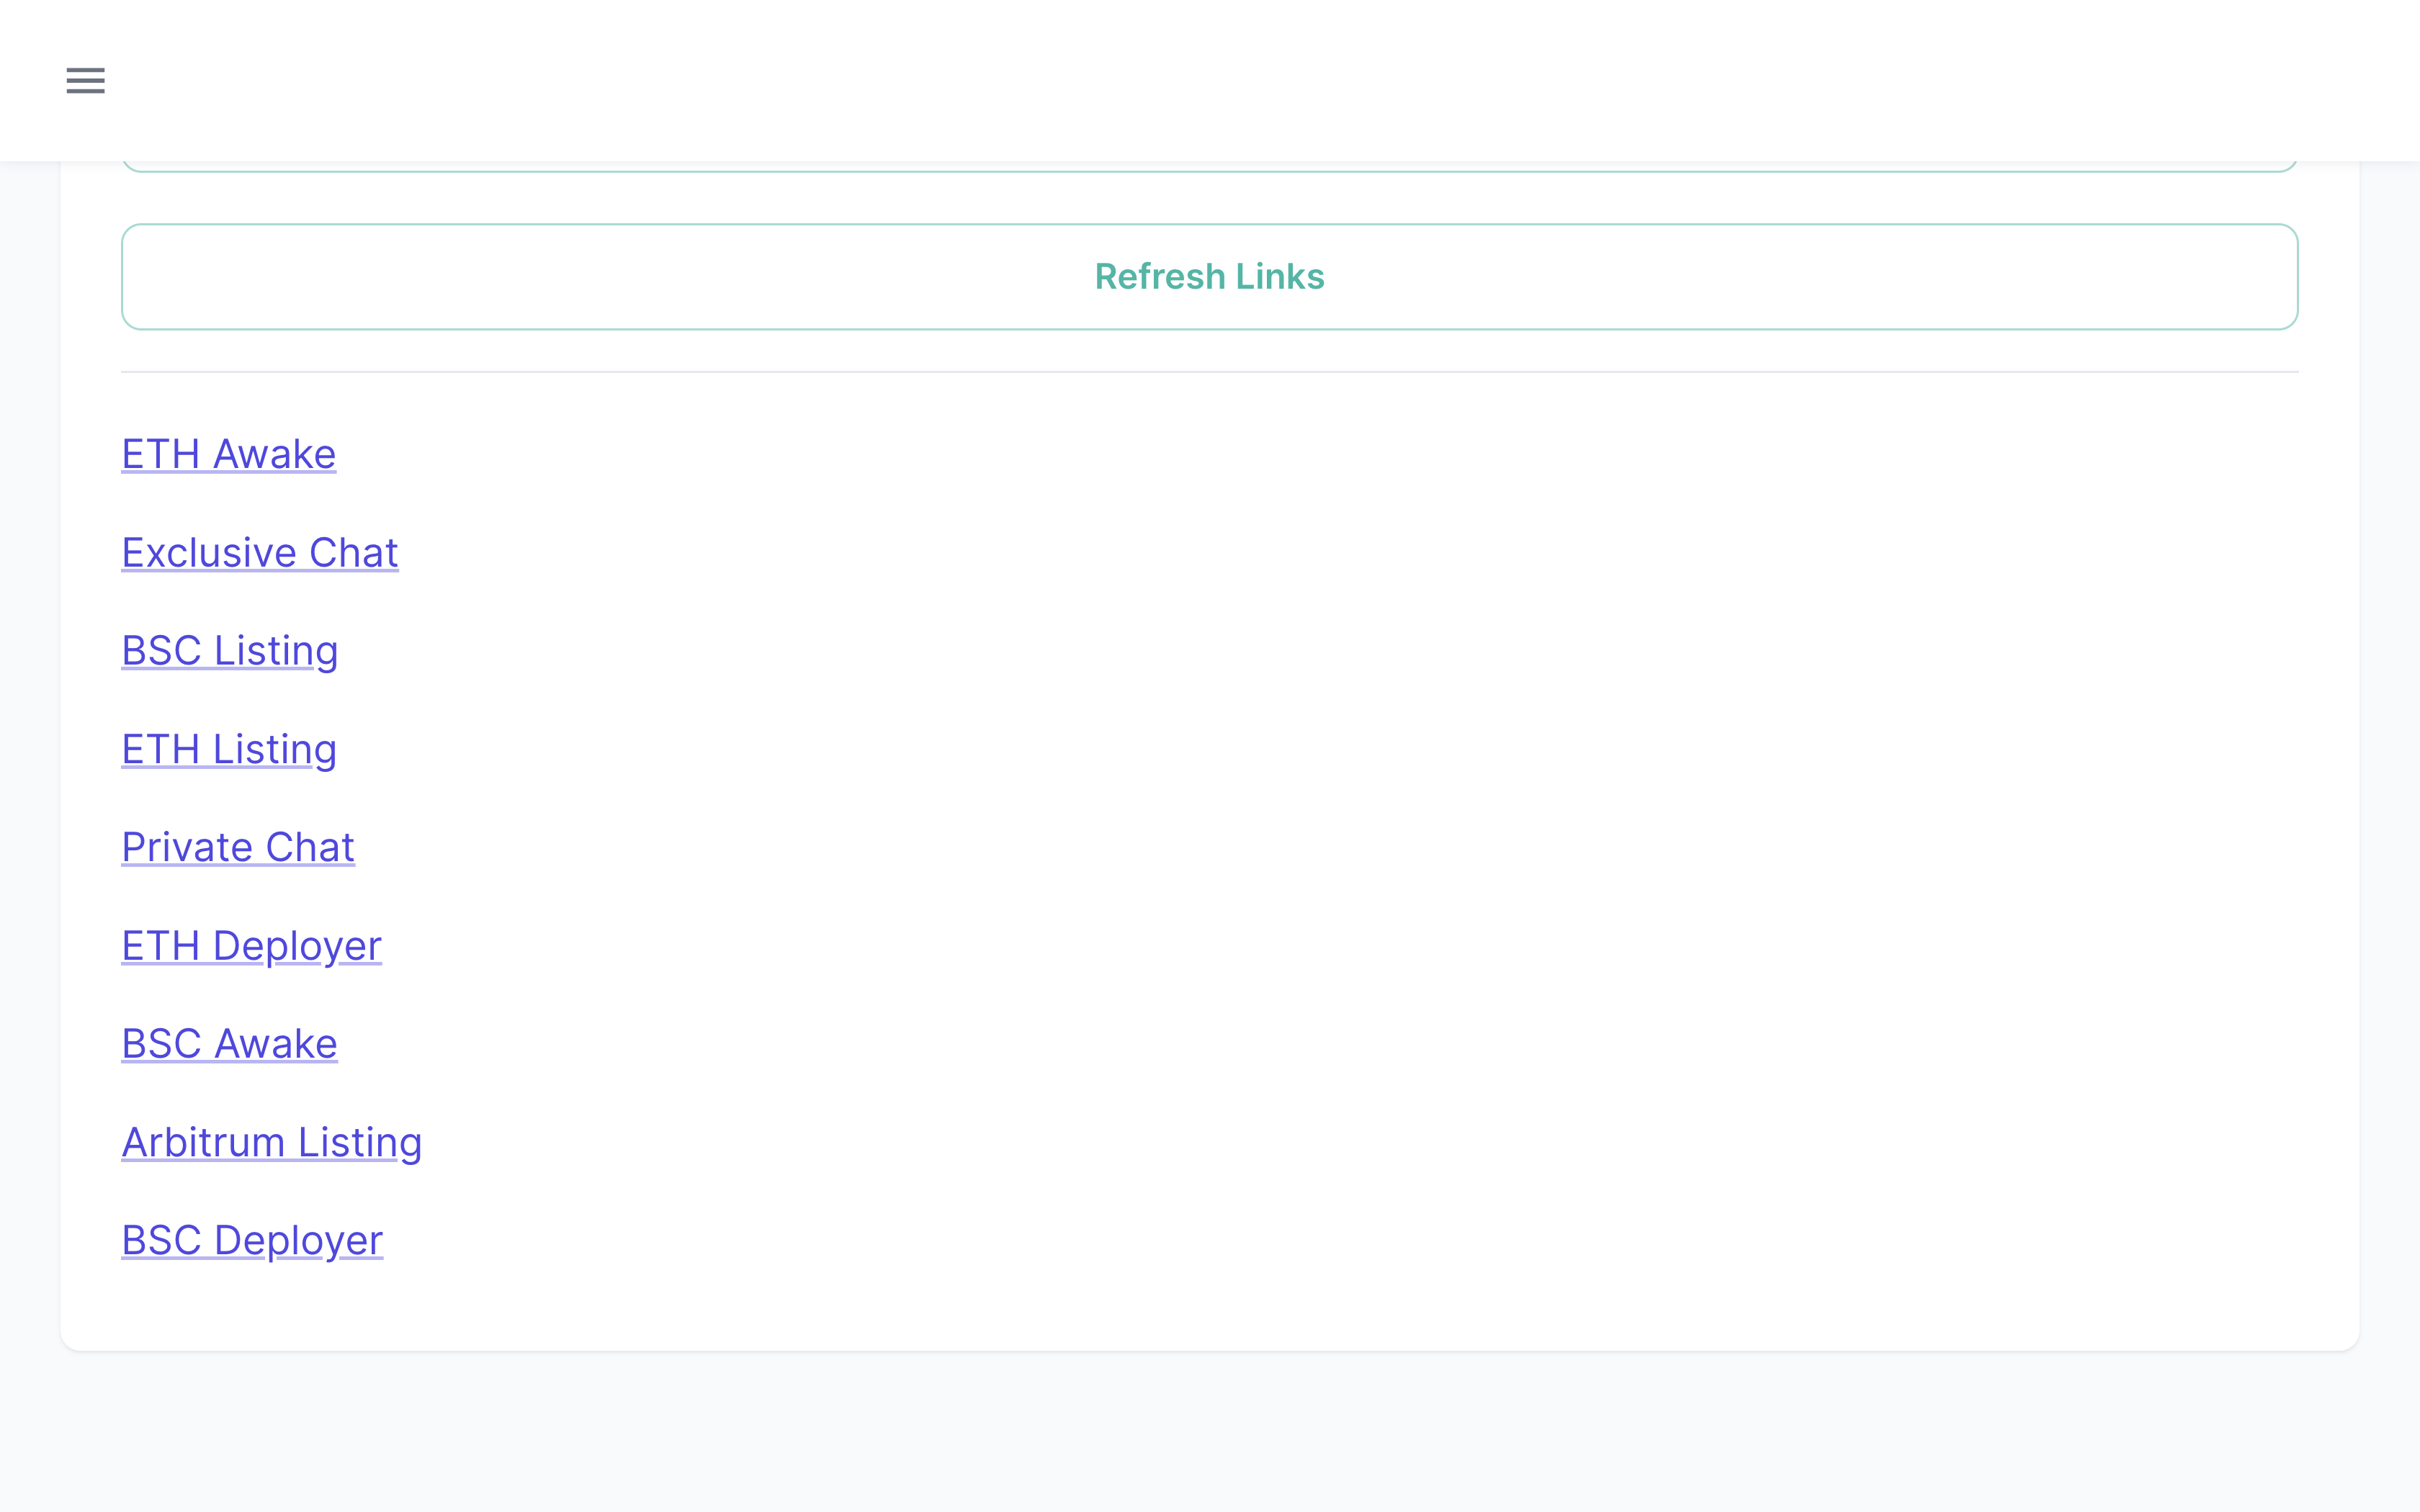 Refresh Links
ETH Awake
Exclusive Chat
BSC Listing
ETH Listing
Private Chat
ETH Deployer
BSC Awake
Arbitrum Listing
BSC Deployer